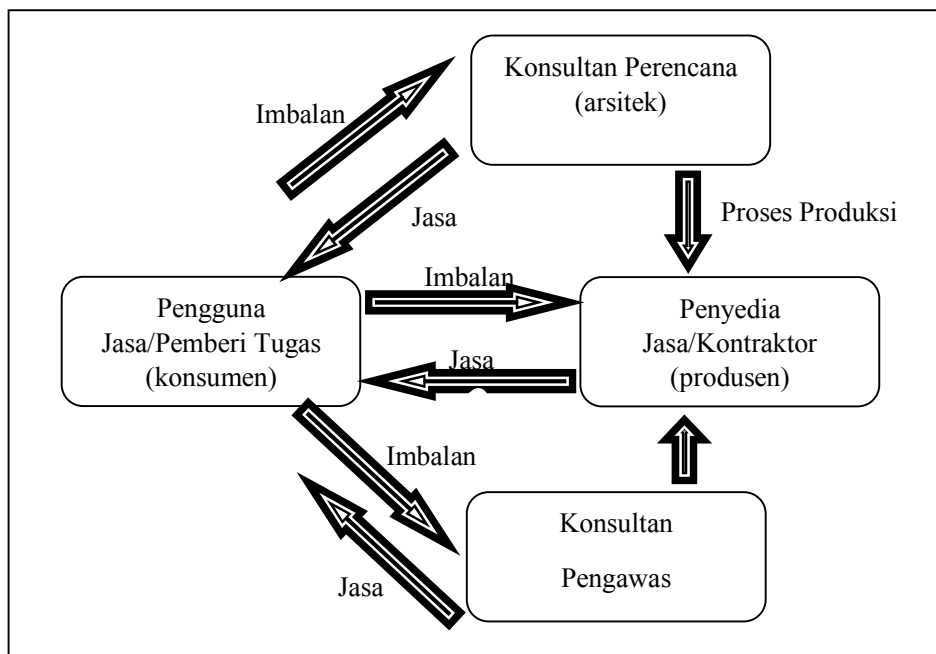 Konsultan Perencana
(arsitek)
Imbalan
Jasa
Proses Produksi
Imbalan
Pengguna
Jasa/Pemberi Tugas
(konsumen)
Penyedia
Jasa/Kontraktor
(produsen)
Jasa
Imbalan
Konsultan
Pengawas
Jasa